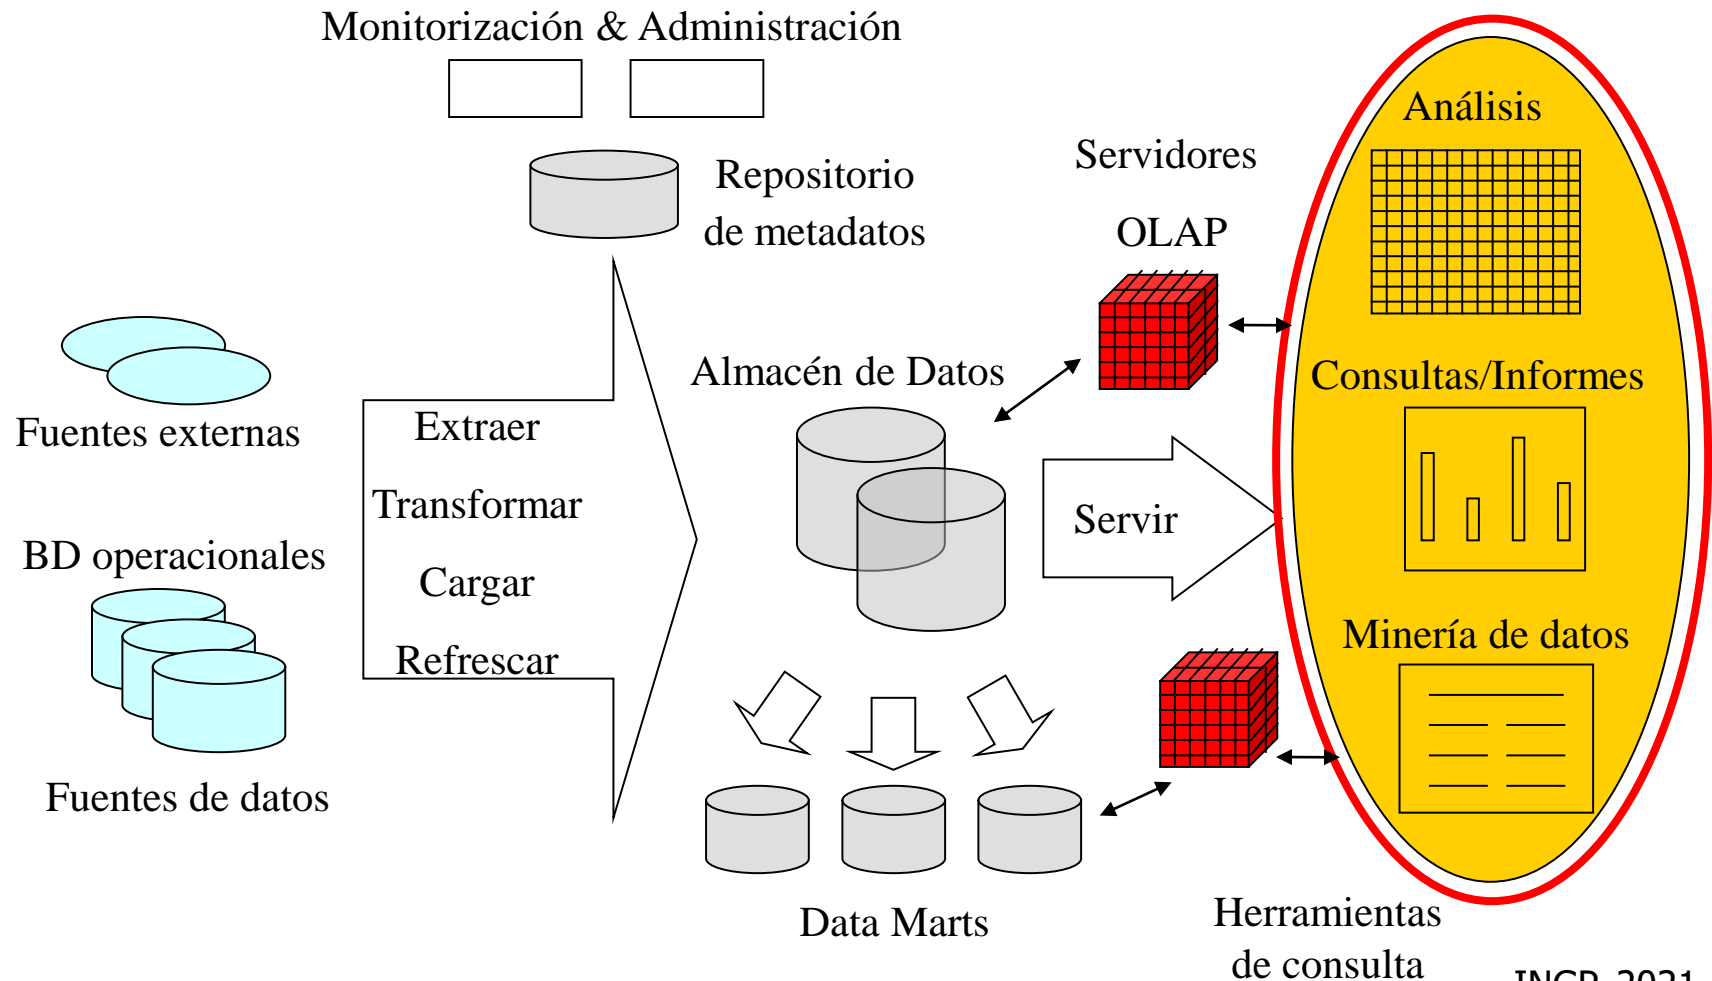 Monitorización & Administración
Repositorio
de metadatos
Servidores
OLAP
Análisis
Fuentes externas
BD operacionales
Fuentes de datos
Extraer
Transformar
Cargar
Refrescar
Almacén de Datos
Servir
Consultas/Informes
Minería de datos
Data Marts
Herramientas
de consulta
2021